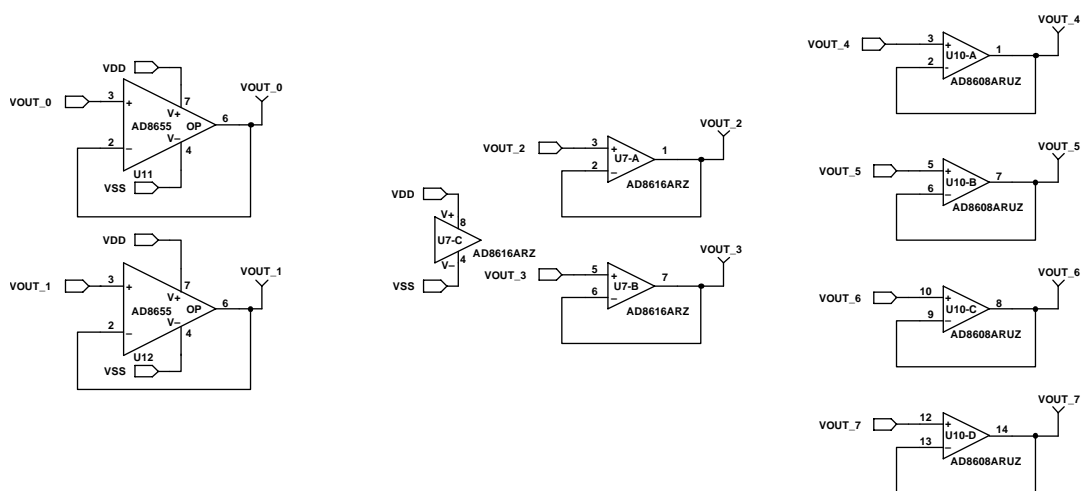 VDD
VOUT_0
VOUT_0
3
+
7
V+
AD8655
OP
6
V–
2
–
4
U11
VSS
VDD
VOUT_1
VOUT_1
3
+
7
V+
AD8655
OP
6
V–
2
–
4
U12
VSS
VDD
V+
8
U7-C
AD8616ARZ
V–
4
VSS
VOUT_2
VOUT_2
3
+
1
U7-A
2
–
AD8616ARZ
VOUT_3
VOUT_3
5
+
7
U7-B
6
–
AD8616ARZ
VOUT_4
VOUT_4
3
+
1
U10-A
2
-
AD8608ARUZ
VOUT_5
VOUT_5
5
+
7
U10-B
6
-
AD8608ARUZ
VOUT_6
VOUT_6
10
+
8
U10-C
9
–
AD8608ARUZ
VOUT_7
VOUT_7
12
+
14
U10-D
13
–
AD8608ARUZ